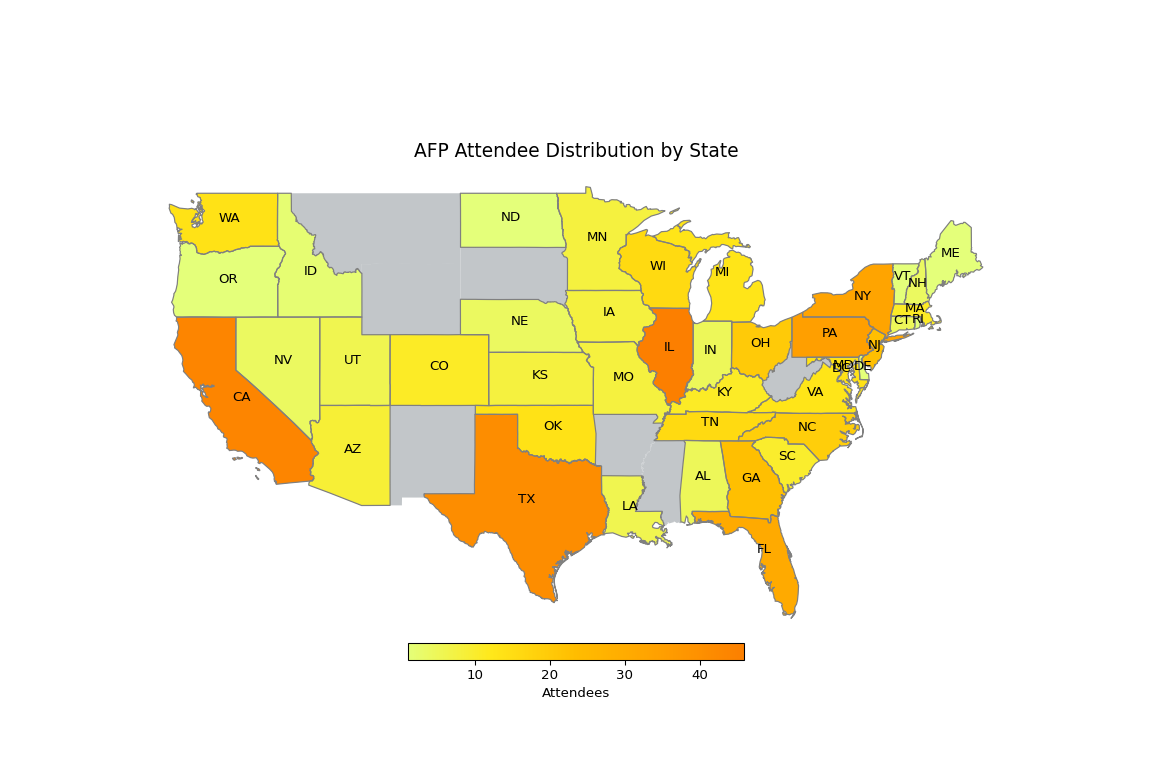 AFP Attendee Distribution by State
WA
ND
MN
ME
OR
ID
WI
MI
VT
NH
NY
MA
NE
IA
CT
RI
PA
NV
UT
CO
IL
IN
OH
NJ
KS
MO
MD
DE
DC
CA
KY
VA
AZ
OK
TN
NC
SC
TX
LA
AL
GA
FL
10 20 30 40
Attendees